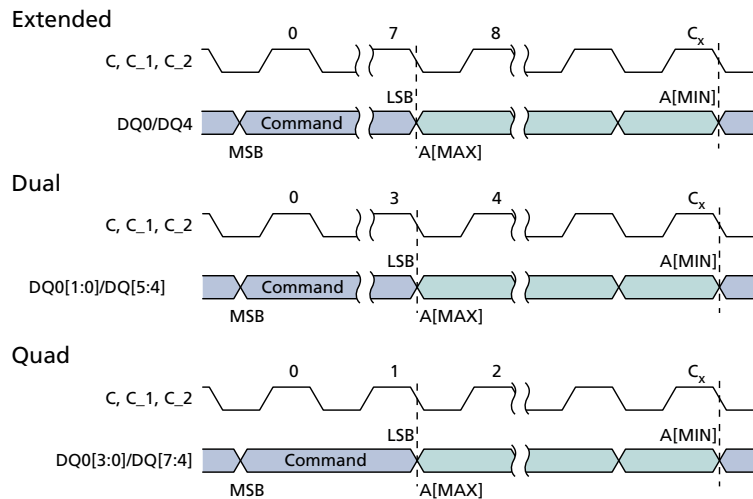 Extended
0 7 8 Cx
C, C_1, C_2
LSB A[MIN]
DQ0/DQ4 Command
MSB A[MAX]
Dual
0 3 4 Cx
C, C_1, C_2
LSB A[MIN]
DQ0[1:0]/DQ[5:4] Command
MSB A[MAX]
Quad
0 1 2 Cx
C, C_1, C_2
LSB A[MIN]
DQ0[3:0]/DQ[7:4] Command
MSB A[MAX]